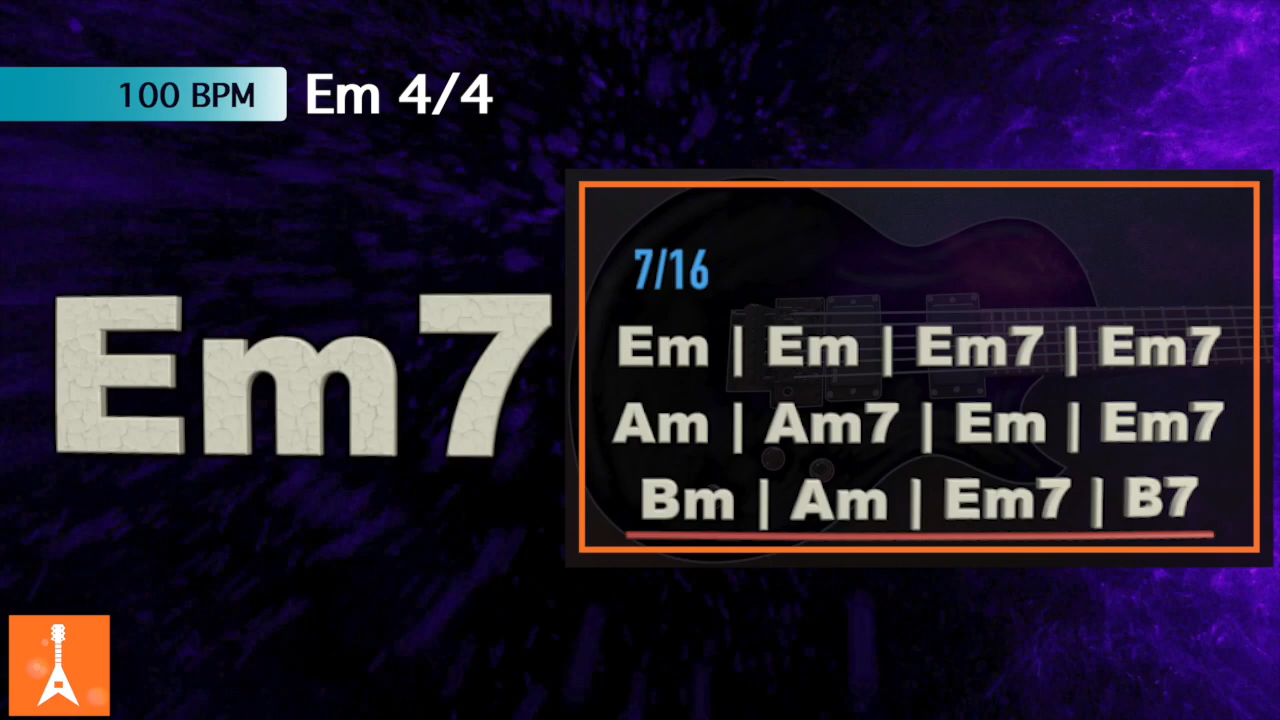 100 BPM Em 4/4
Em7
7/16
Em | Em | Em7 | Em7
Am | Am7 | Em | Em7
Bm | Am | Em7 | B7